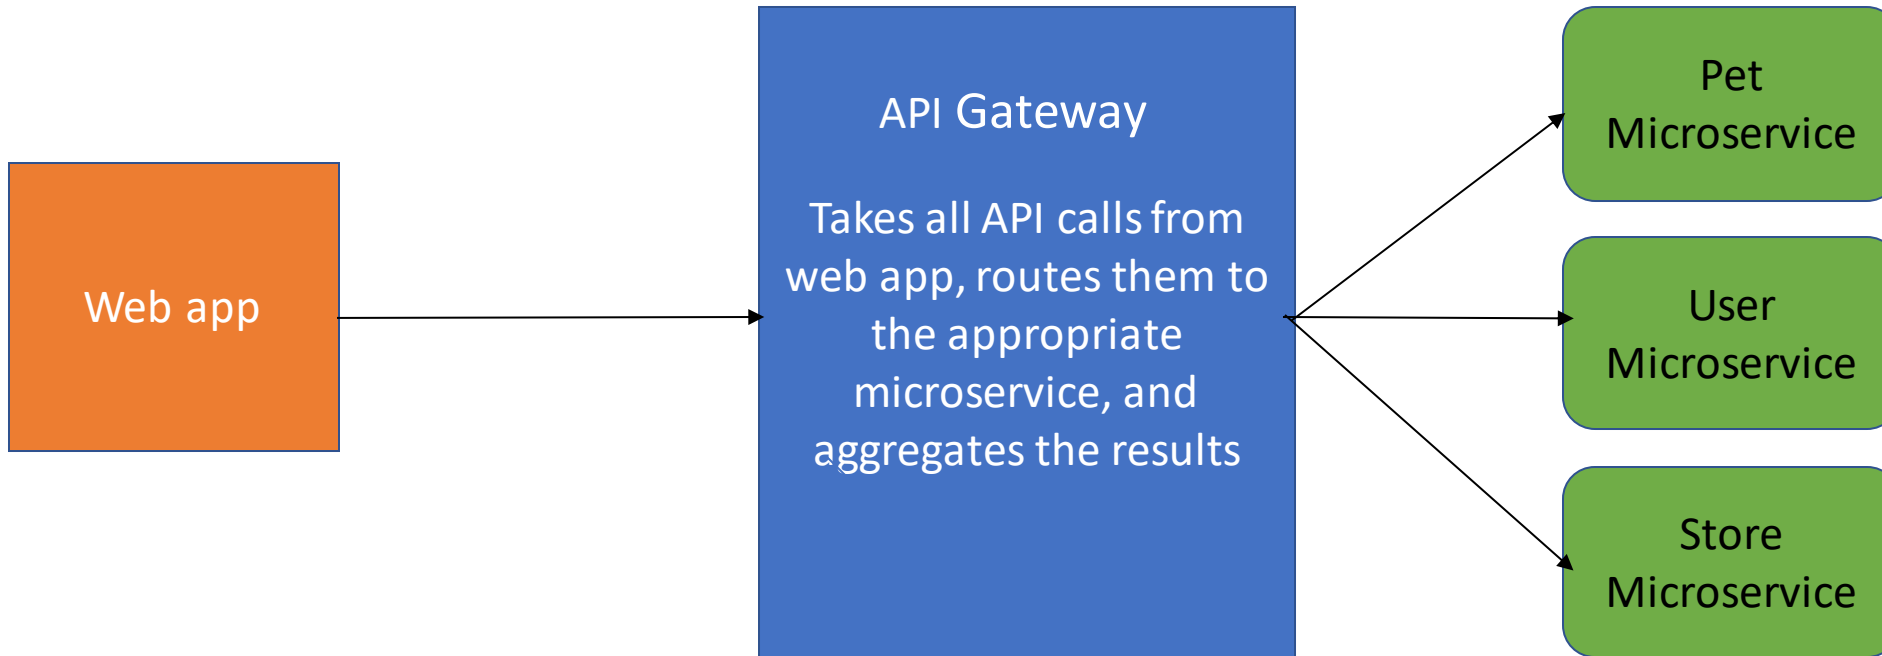 Web app
API Gateway
Takes all API calls from
web app, routes them to
the appropriate
microservice, and
aggregates the results
Pet
Microservice
User
Microservice
Store
Microservice